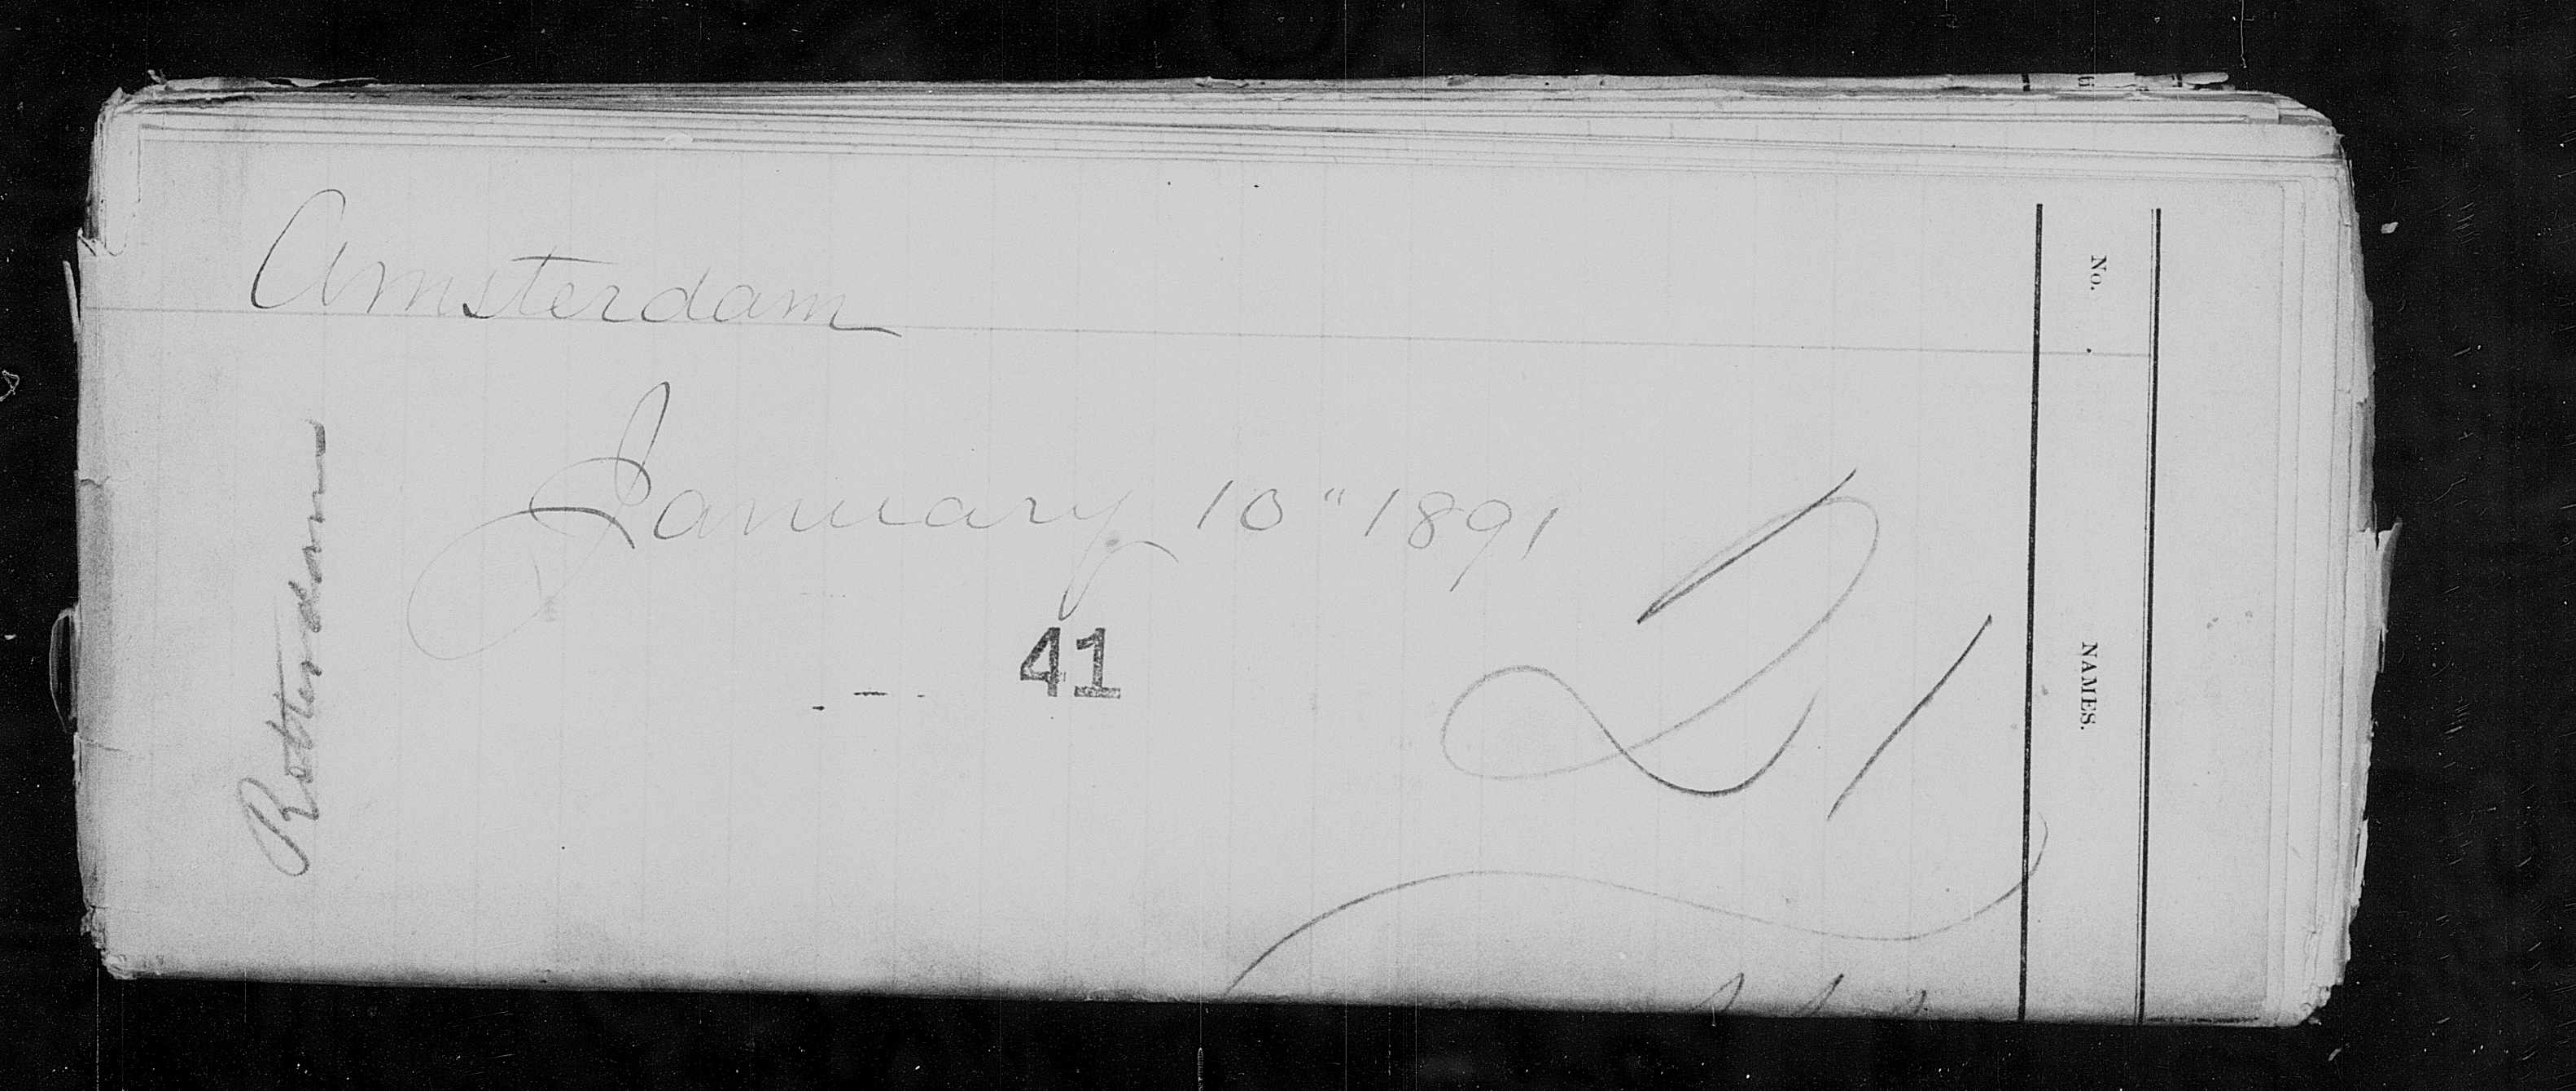 Amsterdam
January 10" 1891
41
21
Rotterdam
No.
NAMES.